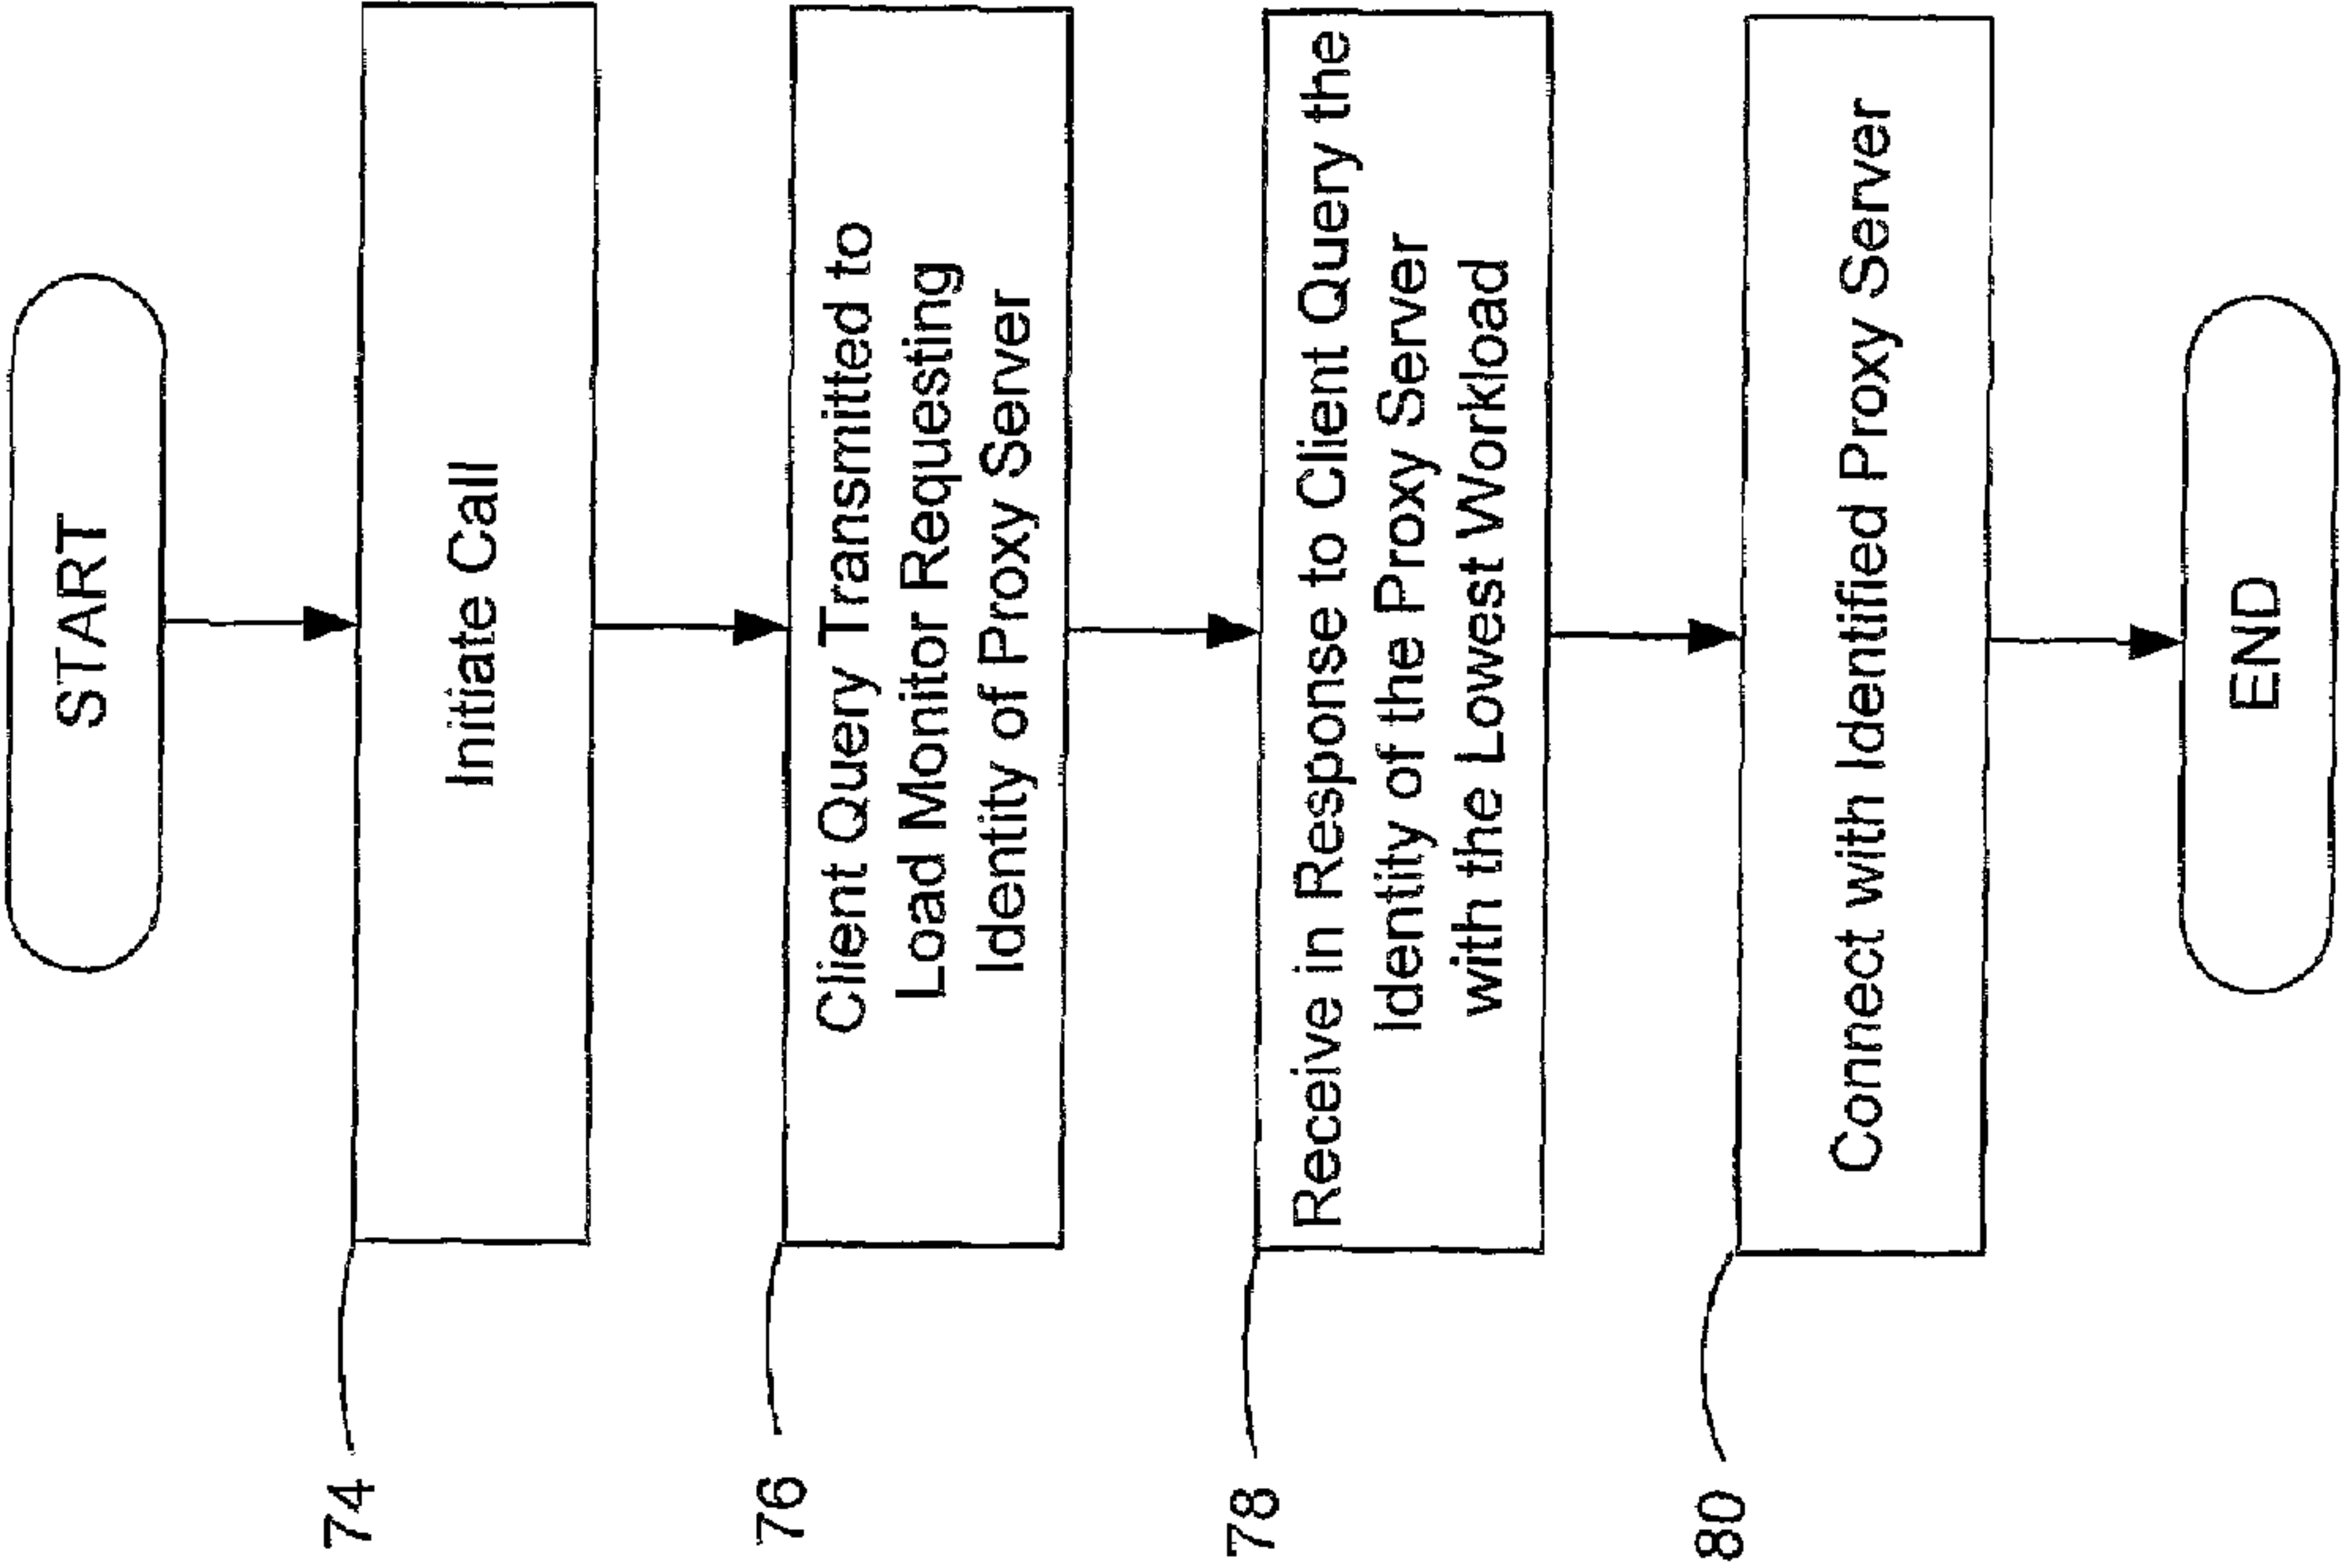 START
74
Initiate Call
76
Client Query Transmitted to
Load Monitor Requesting
Identity of Proxy Server
78
Receive in Response to Client Query the
Identity of the Proxy Server
with the Lowest Workload
80
Connect with Identified Proxy Server
END